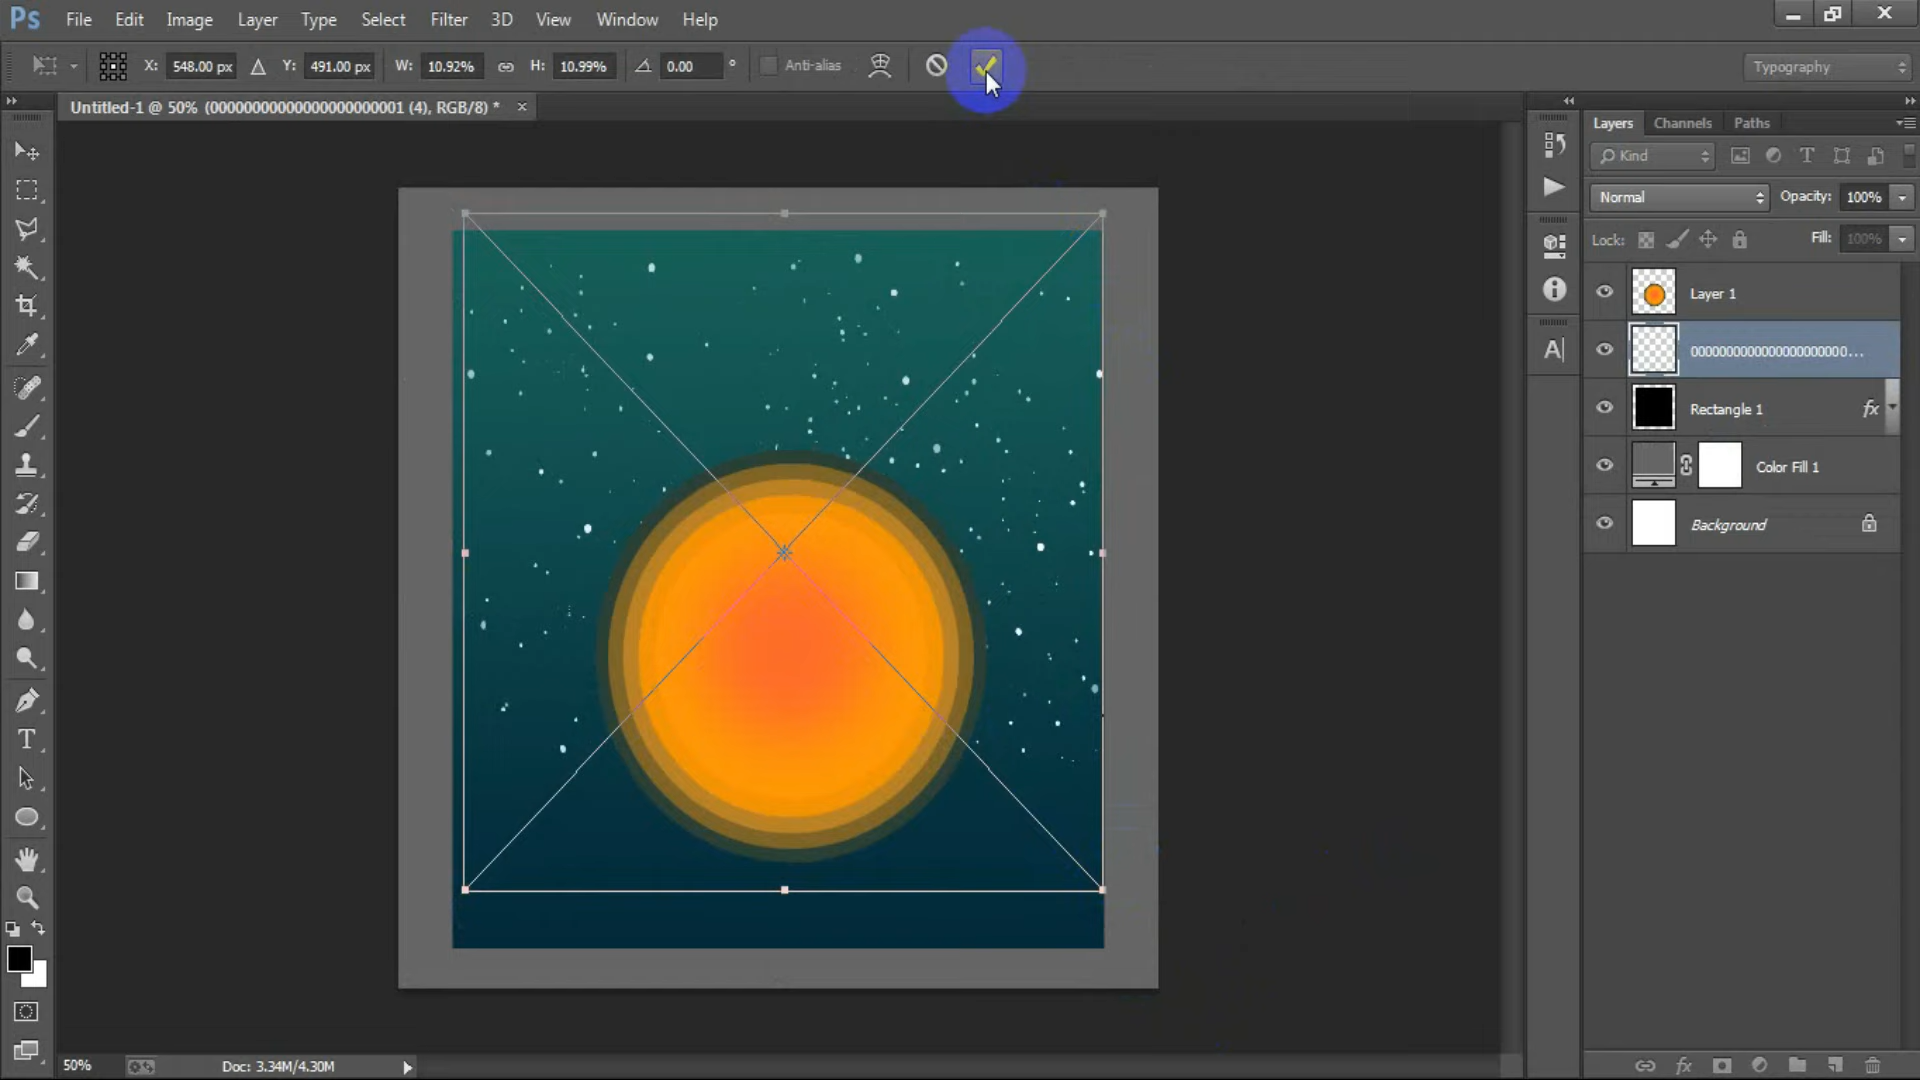 Ps File Edit Image Layer Type Select Filter 3D View Window Help
X: 548.00 px Y: 491.00 px W: 10.92% H: 10.99% 0.00 ° Anti-alias Typography
Untitled-1 @ 50% (00000000000000000000001 (4), RGB/8) * ×
Layers Channels Paths
Kind
Normal Opacity: 100%
Lock: Fill: 100%
Layer 1
Rectangle 1 fx
Color Fill 1
Background
50% Doc: 3.34M/4.30M